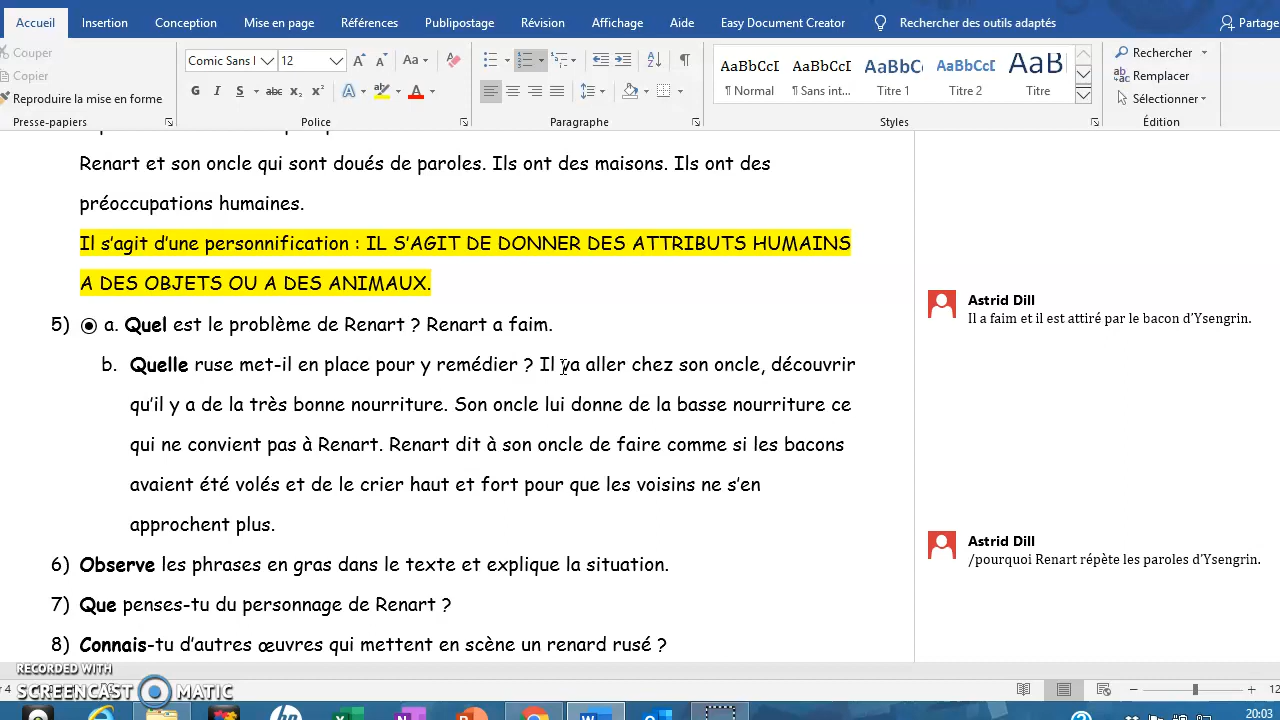 Accueil Insertion Conception Mise en page Références Publipostage Révision Affichage Aide Easy Document Creator Rechercher des outils adaptés Partage
Couper
Copier
Reproduire la mise en forme
Presse-papiers
Comic Sans I 12
Aa
G I S abc x₂ x² A A
Police
Paragraphe
AaBbCcI AaBbCcI AaBbC AaBbCcI AaB
¶ Normal ¶ Sans int... Titre 1 Titre 2 Titre
Styles
Rechercher
Remplacer
Sélectionner
Édition
Renart et son oncle qui sont doués de paroles. Ils ont des maisons. Ils ont des
préoccupations humaines.
Il s’agit d’une personnification : IL S’AGIT DE DONNER DES ATTRIBUTS HUMAINS
A DES OBJETS OU A DES ANIMAUX.
5) a. Quel est le problème de Renart ? Renart a faim.
b. Quelle ruse met-il en place pour y remédier ? Il va aller chez son oncle, découvrir
qu’il y a de la très bonne nourriture. Son oncle lui donne de la basse nourriture ce
qui ne convient pas à Renart. Renart dit à son oncle de faire comme si les bacons
avaient été volés et de le crier haut et fort pour que les voisins ne s’en
approchent plus.
6) Observe les phrases en gras dans le texte et explique la situation.
7) Que penses-tu du personnage de Renart ?
8) Connais-tu d’autres œuvres qui mettent en scène un renard rusé ?
Astrid Dill
Il a faim et il est attiré par le bacon d’Ysengrin.
Astrid Dill
/pourquoi Renart répète les paroles d’Ysengrin.
RECORDED WITH
SCREENCAST MATIC
r 4
12
20:03